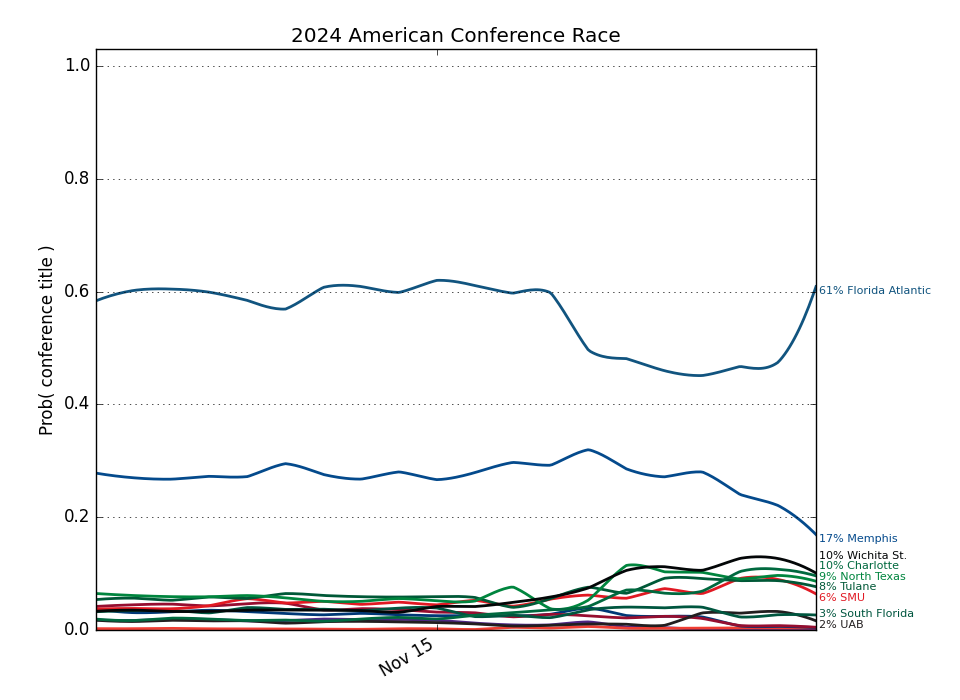 2024 American Conference Race
1.0
0.8
0.6
0.4
0.2
0.0
Prob( conference title )
Nov 15
61% Florida Atlantic
17% Memphis
10% Wichita St.
10% Charlotte
9% North Texas
8% Tulane
6% SMU
3% South Florida
2% UAB